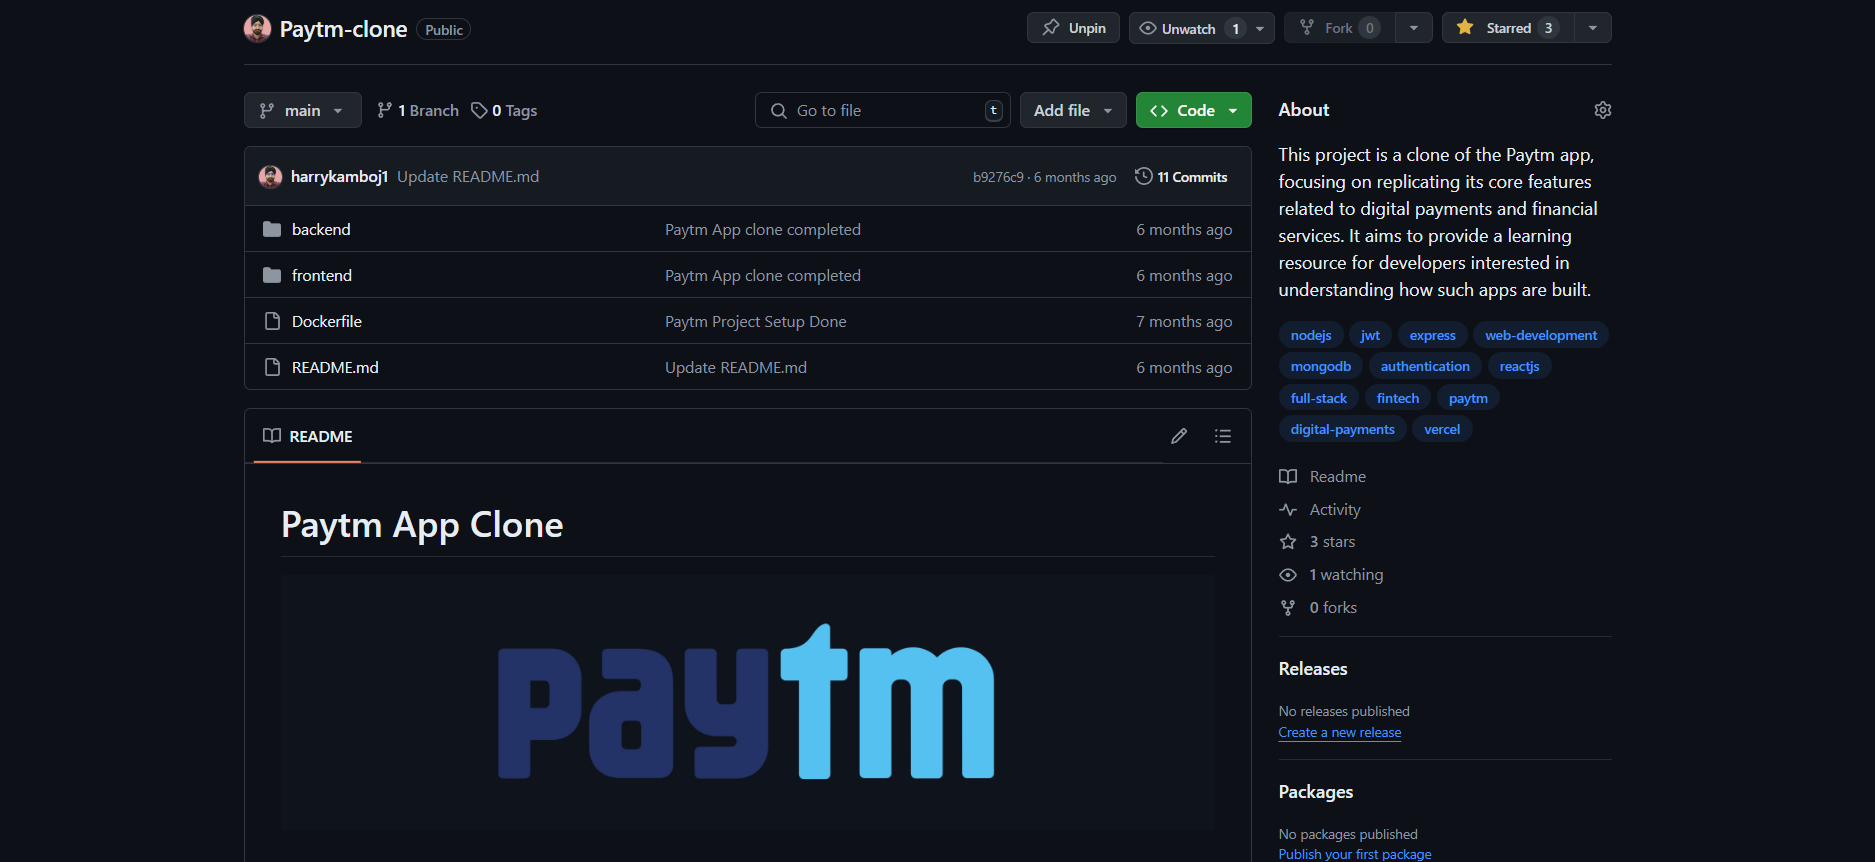 Paytm-clone Public
Unpin
Unwatch 1
Fork 0
Starred 3
main
1 Branch
0 Tags
Go to file t
Add file
Code
harrykamboj1 Update README.md b9276c9 · 6 months ago 11 Commits
backend Paytm App clone completed 6 months ago
frontend Paytm App clone completed 6 months ago
Dockerfile Paytm Project Setup Done 7 months ago
README.md Update README.md 6 months ago
README
Paytm App Clone
paytm
About
This project is a clone of the Paytm app,
focusing on replicating its core features
related to digital payments and financial
services. It aims to provide a learning
resource for developers interested in
understanding how such apps are built.
nodejs jwt express web-development
mongodb authentication reactjs
full-stack fintech paytm
digital-payments vercel
Readme
Activity
3 stars
1 watching
0 forks
Releases
No releases published
Create a new release
Packages
No packages published
Publish your first package